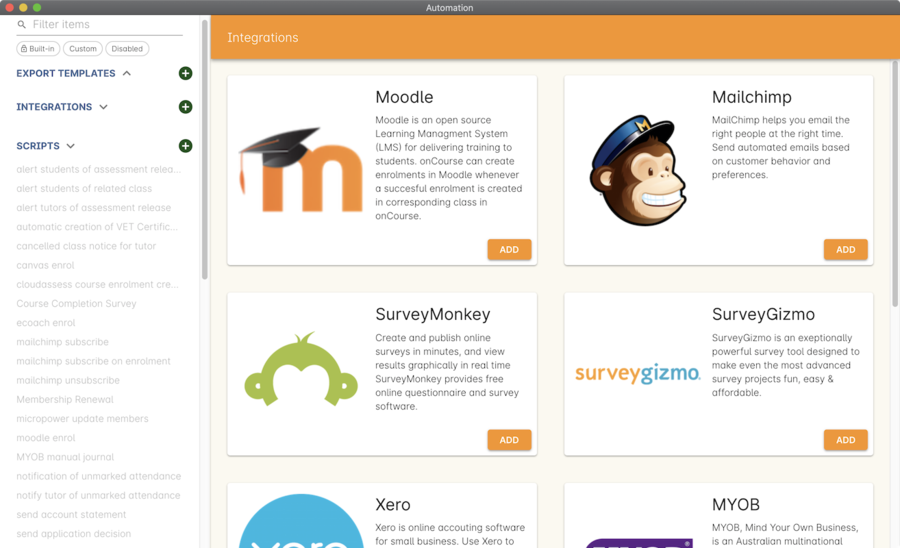 Automation
Filter items
Built-in Custom Disabled
EXPORT TEMPLATES
INTEGRATIONS
SCRIPTS
alert students of assessment relea...
alert students of related class
alert tutors of assessment release
automatic creation of VET Certific...
cancelled class notice for tutor
canvas enrol
cloudassess course enrolment cre...
Course Completion Survey
ecoach enrol
mailchimp subscribe
mailchimp subscribe on enrolment
mailchimp unsubscribe
Membership Renewal
micropower update members
moodle enrol
MYOB manual journal
notification of unmarked attendance
notify tutor of unmarked attendance
send account statement
send application decision
Integrations
m
Moodle
Moodle is an open source
Learning Managment System
(LMS) for delivering training to
students. onCourse can create
enrolments in Moodle whenever
a succesful enrolment is created
in corresponding class in
onCourse.
ADD
M
Mailchimp
MailChimp helps you email the
right people at the right time.
Send automated emails based
on customer behavior and
preferences.
ADD
SurveyMonkey
Create and publish online
surveys in minutes, and view
results graphically in real time
SurveyMonkey provides free
online questionnaire and survey
software.
ADD
surveygizmo
SurveyGizmo
SurveyGizmo is an exeptionally
powerful survey tool designed to
make even the most advanced
survey projects fun, easy &
affordable.
ADD
xero
Xero
Xero is online accouting software
for small business. Use Xero to
MYOB
MYOB, Mind Your Own Business,
is an Australian multinational